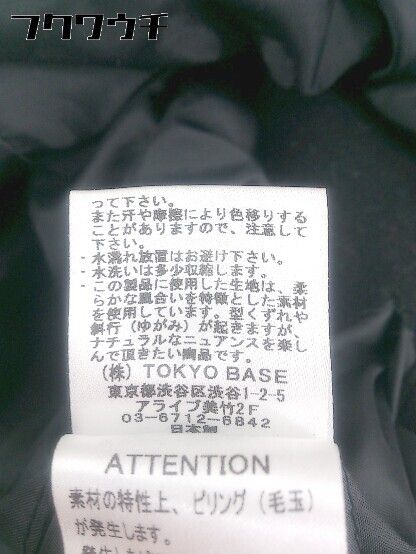 フクワウチ
って下さい。
また汗や摩擦により色移りする
ことがありますので、注意して
下さい。
・水濡れ放置はお避け下さい。
・水洗いは多少収縮します。
・この製品に使用した生地は、柔
らかな風合いを特徴とした素材
を使用しています。型くずれや
斜行（ゆがみ）が起きますが
ナチュラルなニュアンスを楽し
んで頂きたい商品です。
（株）TOKYO BASE
東京都渋谷区渋谷1-2-5
アライブ美竹2F
03-6712-6842
日本製
ATTENTION
素材の特性上、ピリング（毛玉）
が発生します。